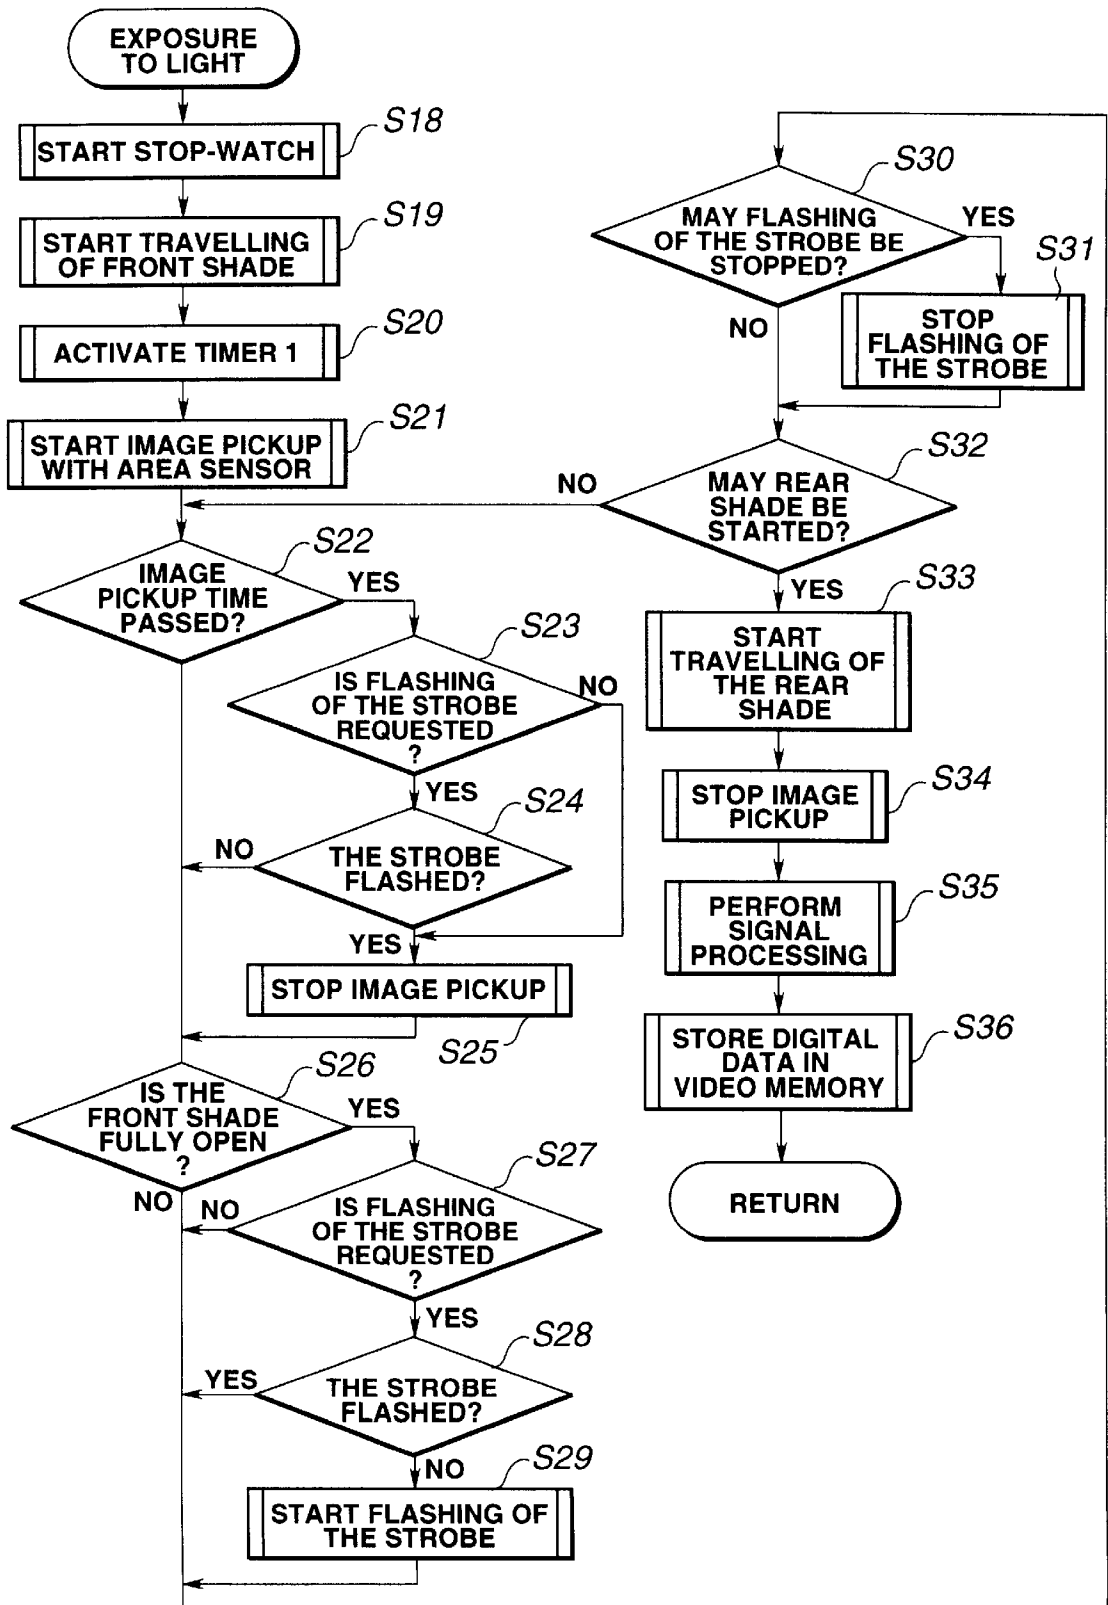 EXPOSURE
TO LIGHT
S18
START STOP-WATCH
S19
START TRAVELLING
OF FRONT SHADE
S20
ACTIVATE TIMER 1
S21
START IMAGE PICKUP
WITH AREA SENSOR
S22
IMAGE
PICKUP TIME
PASSED?
YES
S23
IS FLASHING
OF THE STROBE
REQUESTED
?
NO
YES
S24
THE STROBE
FLASHED?
NO
YES
STOP IMAGE PICKUP
S25
S26
IS THE
FRONT SHADE
FULLY OPEN
?
YES
NO
S27
IS FLASHING
OF THE STROBE
REQUESTED
?
NO
YES
S28
THE STROBE
FLASHED?
YES
NO
S29
START FLASHING OF
THE STROBE
S30
MAY FLASHING
OF THE STROBE BE
STOPPED?
YES
NO
S31
STOP
FLASHING OF
THE STROBE
S32
MAY REAR
SHADE BE
STARTED?
NO
YES
S33
START
TRAVELLING OF
THE REAR
SHADE
S34
STOP IMAGE
PICKUP
S35
PERFORM
SIGNAL
PROCESSING
S36
STORE DIGITAL
DATA IN
VIDEO MEMORY
RETURN